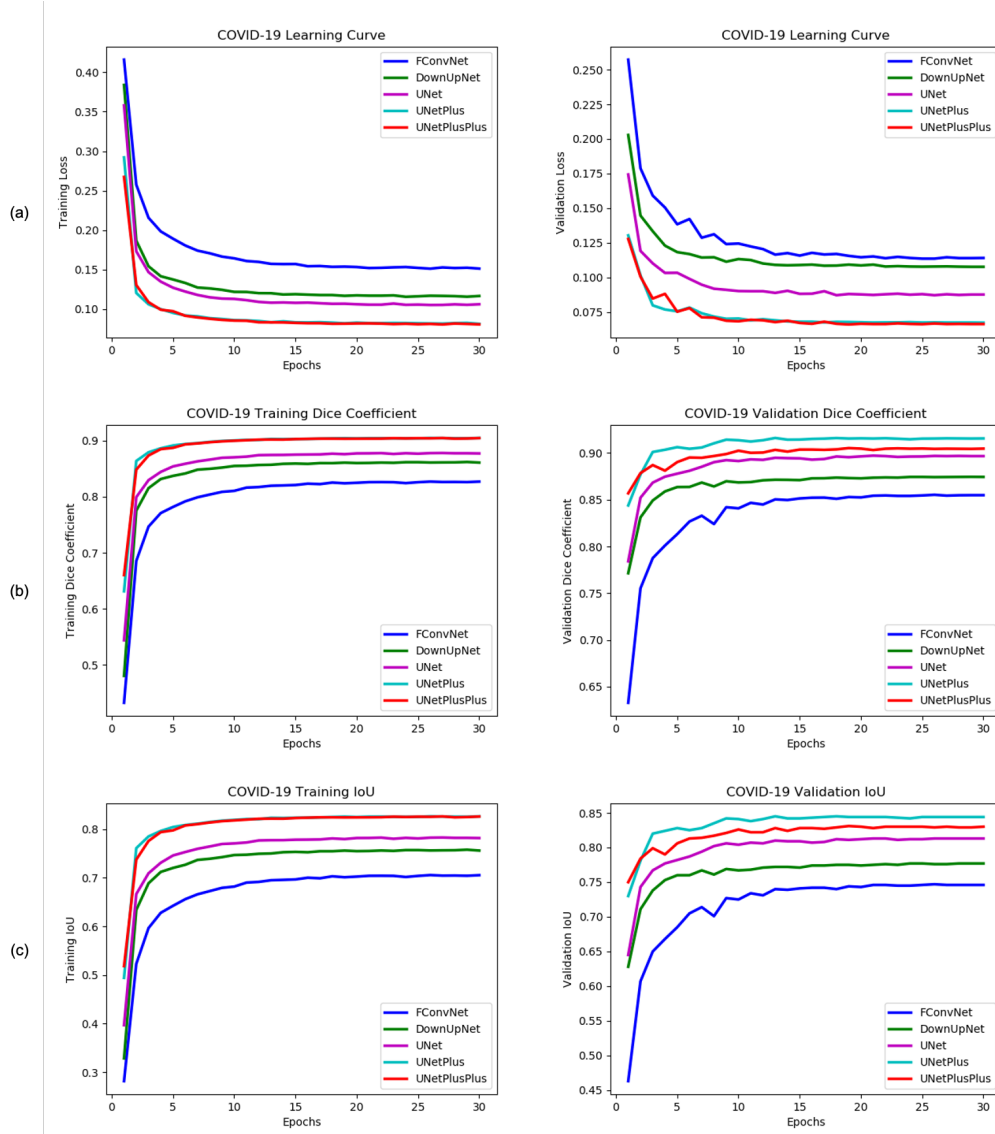 (a)
COVID-19 Learning Curve
Training Loss
0.40
0.35
0.30
0.25
0.20
0.15
0.10
FConvNet
DownUpNet
UNet
UNetPlus
UNetPlusPlus
0 5 10 15 20 25 30
Epochs
COVID-19 Learning Curve
Validation Loss
0.250
0.225
0.200
0.175
0.150
0.125
0.100
0.075
FConvNet
DownUpNet
UNet
UNetPlus
UNetPlusPlus
0 5 10 15 20 25 30
Epochs
(b)
COVID-19 Training Dice Coefficient
Training Dice Coefficient
0.9
0.8
0.7
0.6
0.5
FConvNet
DownUpNet
UNet
UNetPlus
UNetPlusPlus
0 5 10 15 20 25 30
Epochs
COVID-19 Validation Dice Coefficient
Validation Dice Coefficient
0.90
0.85
0.80
0.75
0.70
0.65
FConvNet
DownUpNet
UNet
UNetPlus
UNetPlusPlus
0 5 10 15 20 25 30
Epochs
(c)
COVID-19 Training IoU
Training IoU
0.8
0.7
0.6
0.5
0.4
0.3
FConvNet
DownUpNet
UNet
UNetPlus
UNetPlusPlus
0 5 10 15 20 25 30
Epochs
COVID-19 Validation IoU
Validation IoU
0.85
0.80
0.75
0.70
0.65
0.60
0.55
0.50
0.45
FConvNet
DownUpNet
UNet
UNetPlus
UNetPlusPlus
0 5 10 15 20 25 30
Epochs